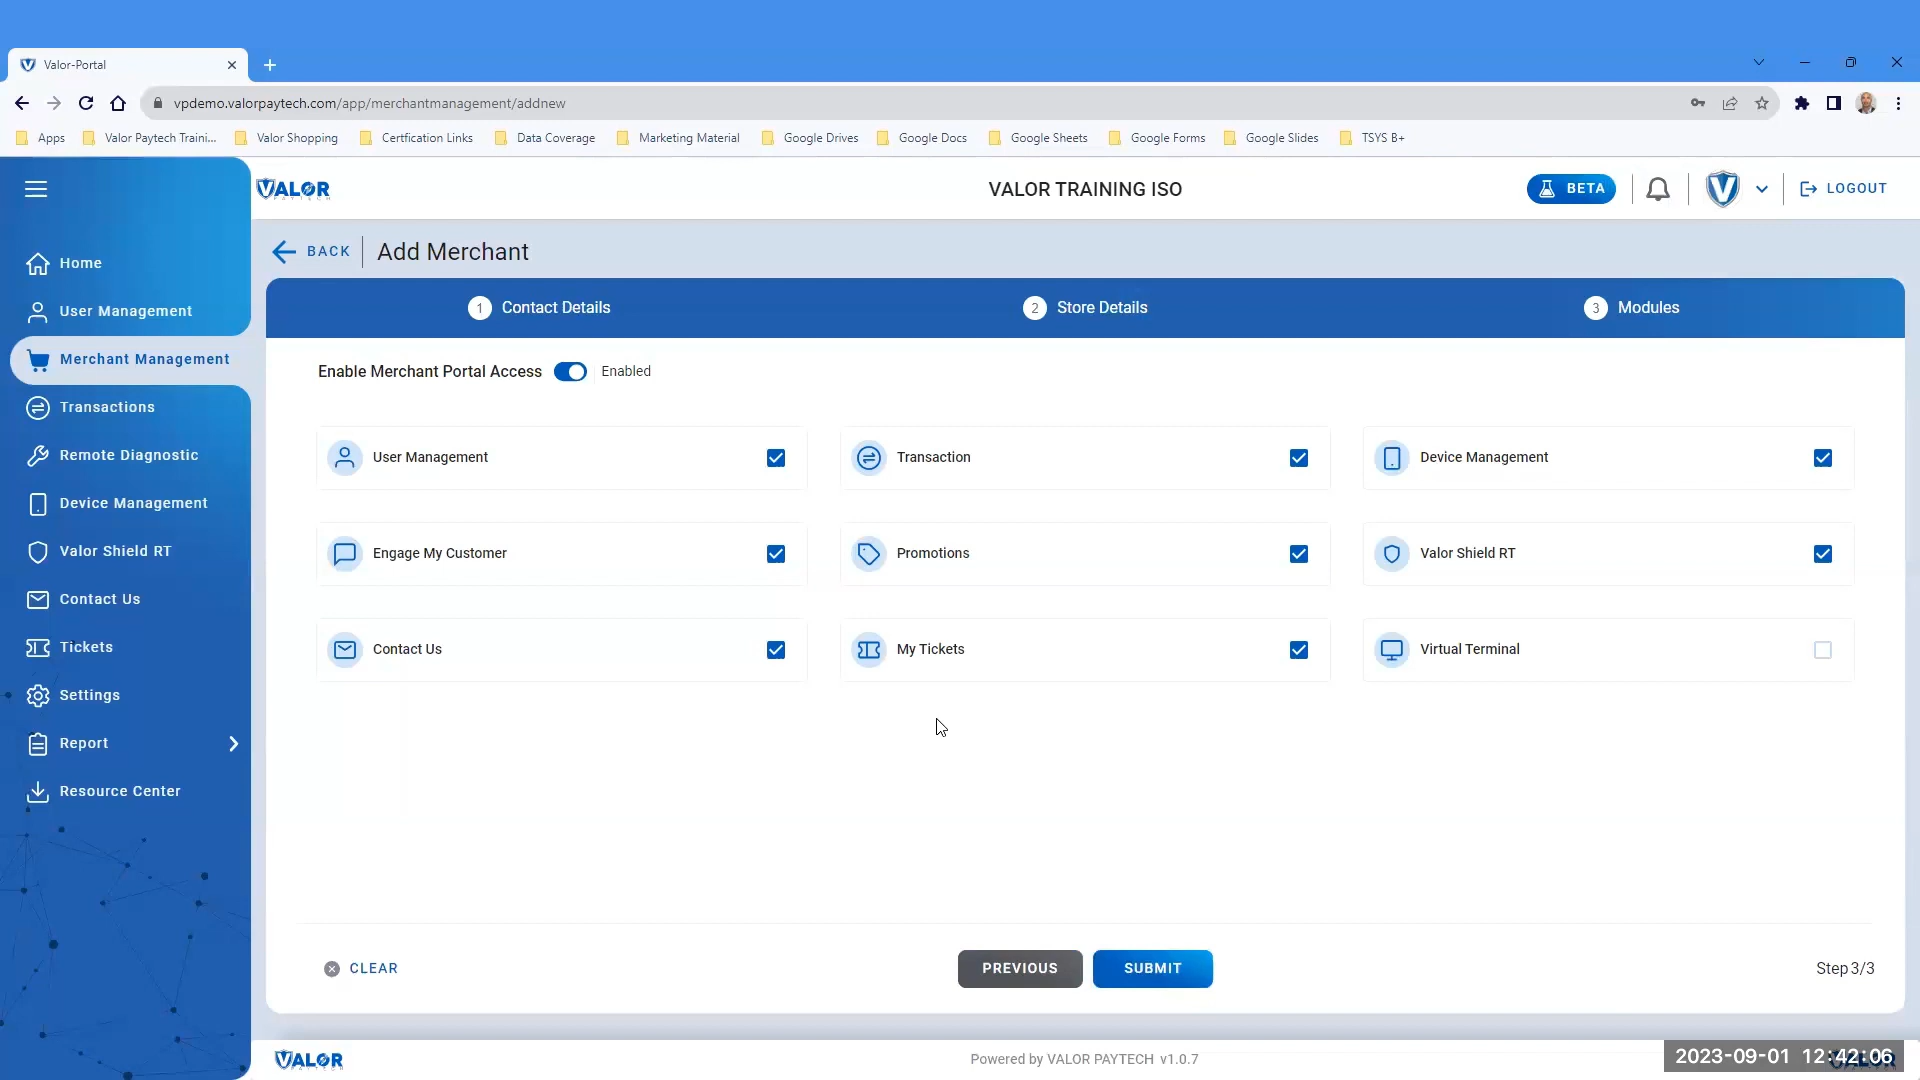 Valor-Portal
vpdemo.valorpaytech.com/app/merchantmanagement/addnew
Apps Valor Paytech Traini... Valor Shopping Certfication Links Data Coverage Marketing Material Google Drives Google Docs Google Sheets Google Forms Google Slides TSYS B+
VALOR PAYTECH VALOR TRAINING ISO BETA LOGOUT
BACK Add Merchant
Home
User Management
Merchant Management
Transactions
Remote Diagnostic
Device Management
Valor Shield RT
Contact Us
Tickets
Settings
Report
Resource Center
1 Contact Details 2 Store Details 3 Modules
Enable Merchant Portal Access Enabled
User Management Transaction Device Management
Engage My Customer Promotions Valor Shield RT
Contact Us My Tickets Virtual Terminal
CLEAR PREVIOUS SUBMIT Step 3/3
VALOR PAYTECH Powered by VALOR PAYTECH v1.0.7 2023-09-01 12:42:06